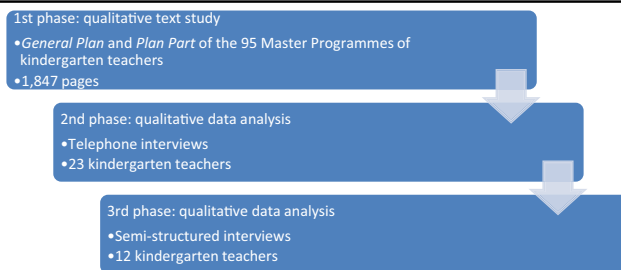 1st phase: qualitative text study
•General Plan and Plan Part of the 95 Master Programmes of
kindergarten teachers
•1,847 pages
2nd phase: qualitative data analysis
•Telephone interviews
•23 kindergarten teachers
3rd phase: qualitative data analysis
•Semi-structured interviews
•12 kindergarten teachers